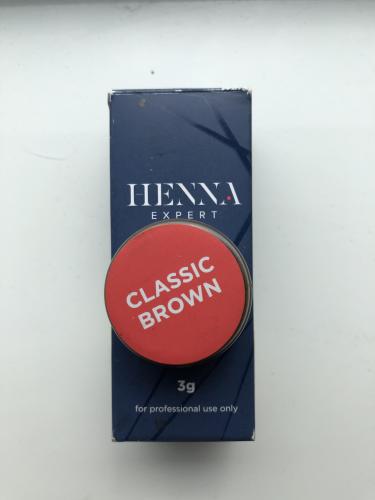 HENNA
EXPERT
CLASSIC
BROWN
3g
for professional use only